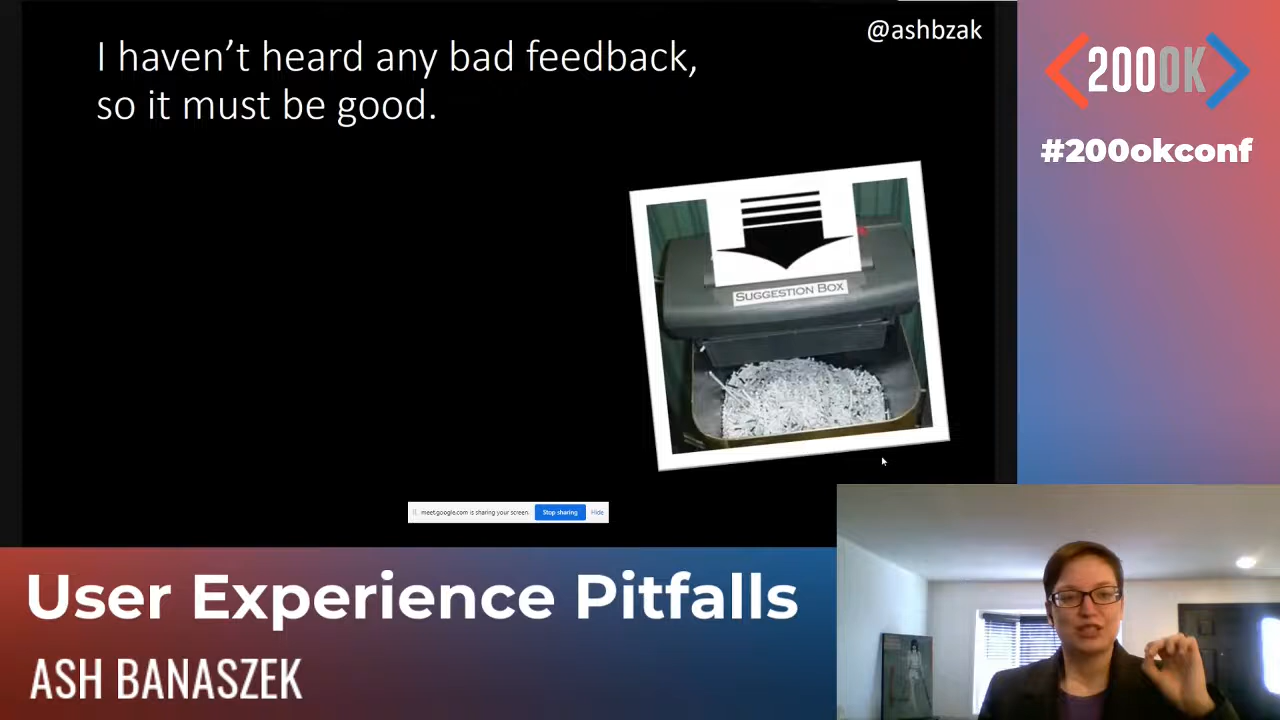 I haven’t heard any bad feedback,
so it must be good.
@ashbzak
200OK
#200okconf
SUGGESTION BOX
meet.google.com is sharing your screen.
Stop sharing
Hide
User Experience Pitfalls
ASH BANASZEK